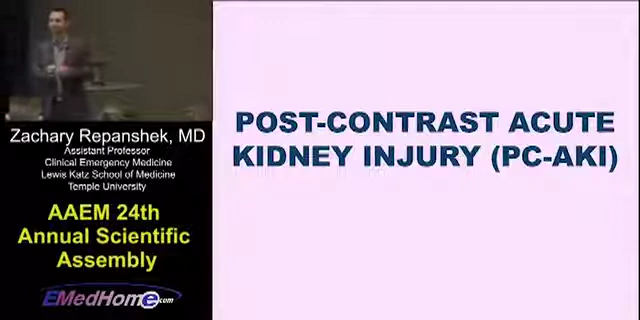 Zachary Repanshek, MD
Assistant Professor
Clinical Emergency Medicine
Lewis Katz School of Medicine
Temple University
AAEM 24th
Annual Scientific
Assembly
EMedHome.com
POST-CONTRAST ACUTE
KIDNEY INJURY (PC-AKI)